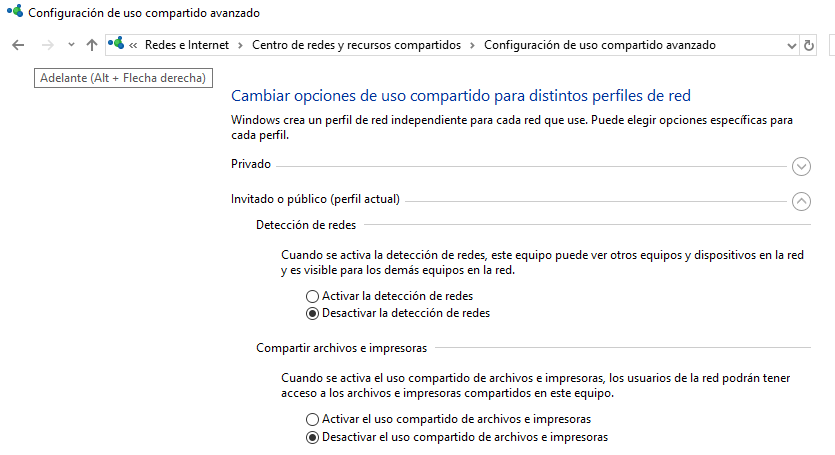 Configuración de uso compartido avanzado
« Redes e Internet > Centro de redes y recursos compartidos > Configuración de uso compartido avanzado
Adelante (Alt + Flecha derecha)
Cambiar opciones de uso compartido para distintos perfiles de red
Windows crea un perfil de red independiente para cada red que use. Puede elegir opciones específicas para
cada perfil.
Privado
Invitado o público (perfil actual)
Detección de redes
Cuando se activa la detección de redes, este equipo puede ver otros equipos y dispositivos en la red
y es visible para los demás equipos en la red.
Activar la detección de redes
Desactivar la detección de redes
Compartir archivos e impresoras
Cuando se activa el uso compartido de archivos e impresoras, los usuarios de la red podrán tener
acceso a los archivos e impresoras compartidos en este equipo.
Activar el uso compartido de archivos e impresoras
Desactivar el uso compartido de archivos e impresoras